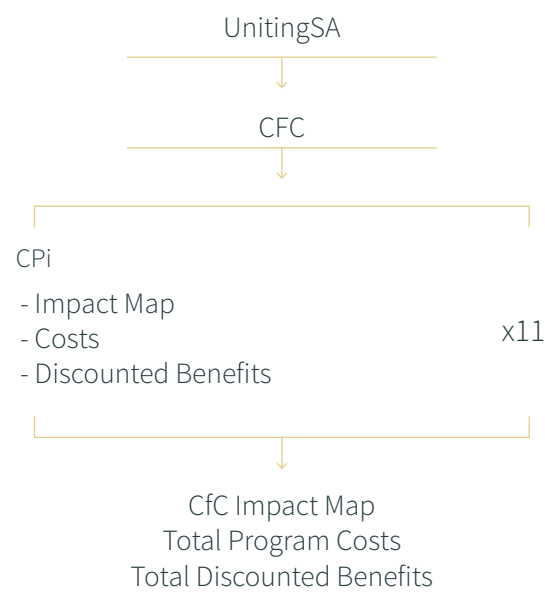 UnitingSA
CFC
CPi
- Impact Map
- Costs
- Discounted Benefits
x11
CfC Impact Map
Total Program Costs
Total Discounted Benefits